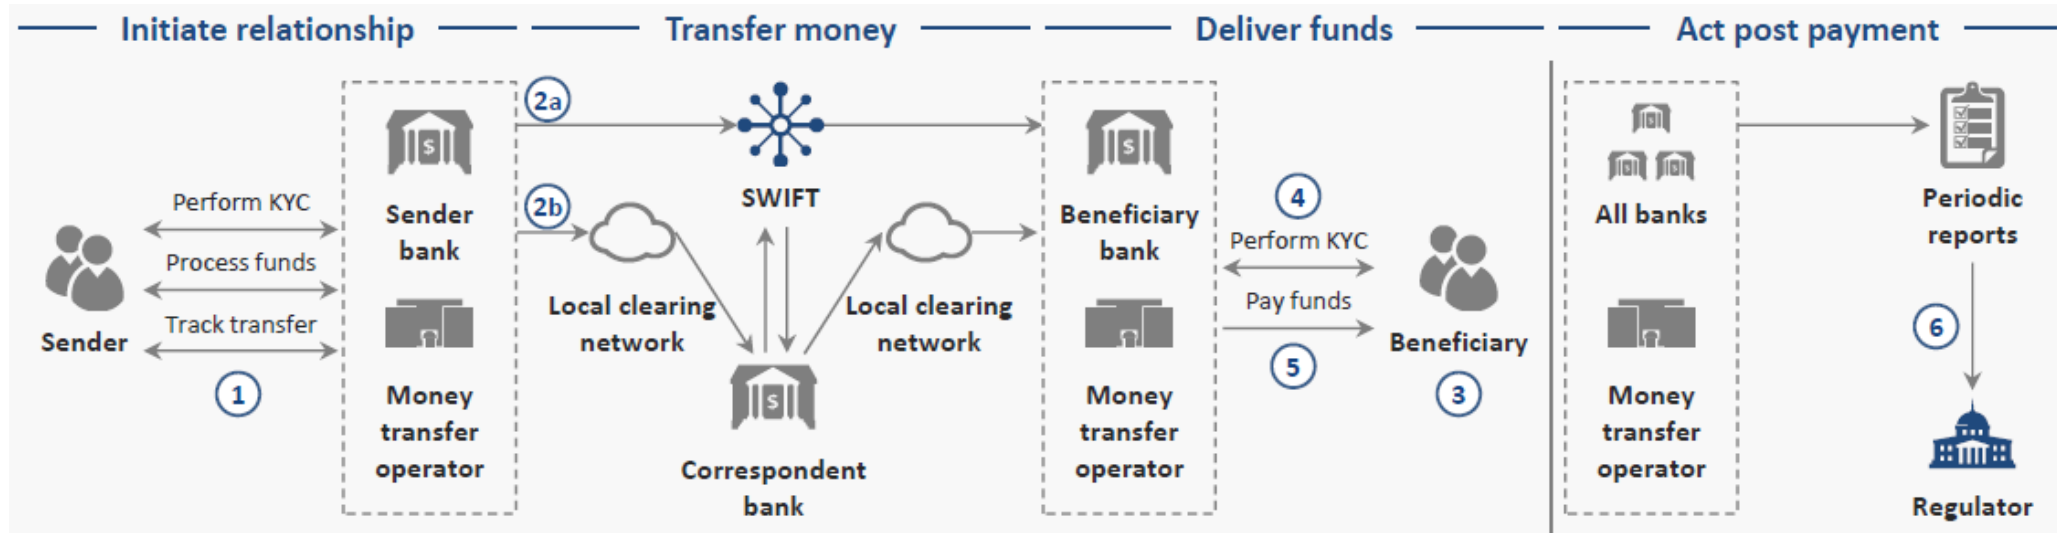 Initiate relationship
Transfer money
Deliver funds
Act post payment
Perform KYC
Process funds
Track transfer
Sender
1
Sender
bank
Money
transfer
operator
2a
2b
SWIFT
Local clearing
network
Local clearing
network
Correspondent
bank
Beneficiary
bank
Money
transfer
operator
4
Perform KYC
Pay funds
5
Beneficiary
3
All banks
Money
transfer
operator
Periodic
reports
6
Regulator